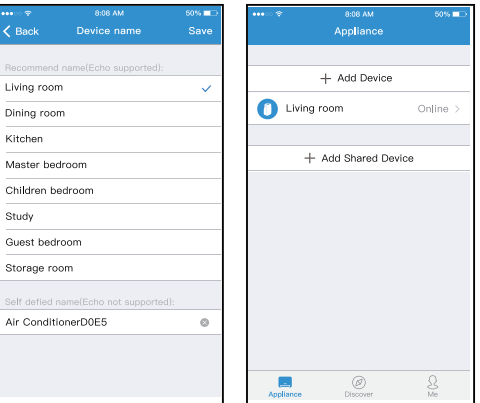 8:08 AM 50%
Back Device name Save
Recommend name(Echo supported):
Living room
Dining room
Kitchen
Master bedroom
Children bedroom
Study
Guest bedroom
Storage room
Self defied name(Echo not supported):
Air ConditionerD0E5
8:08 AM 50%
Appliance
+ Add Device
Living room Online
+ Add Shared Device
Appliance Discover Me